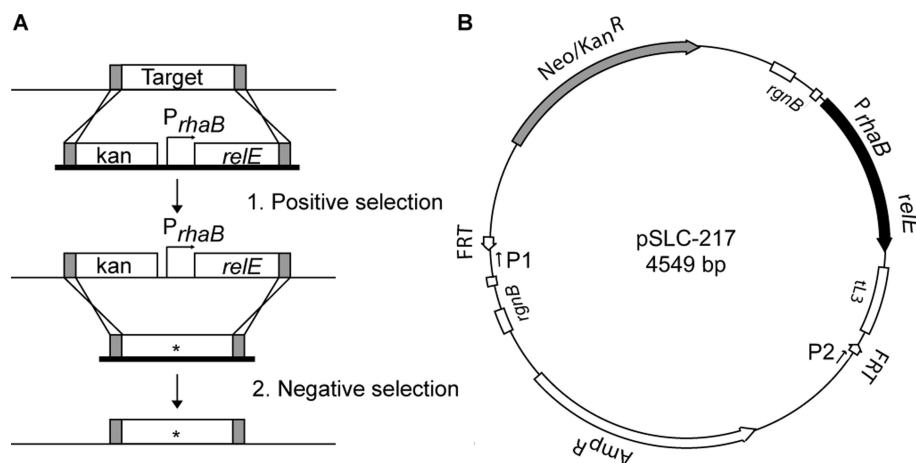 A
Target
PrhaB
kan
relE
1. Positive selection
PrhaB
kan
relE
*
2. Negative selection
*
B
Neo/KanR
rgnB
PrhaB
relE
pSLC-217
4549 bp
FRT
P1
rgnB
tL3
P2
FRT
AmpR